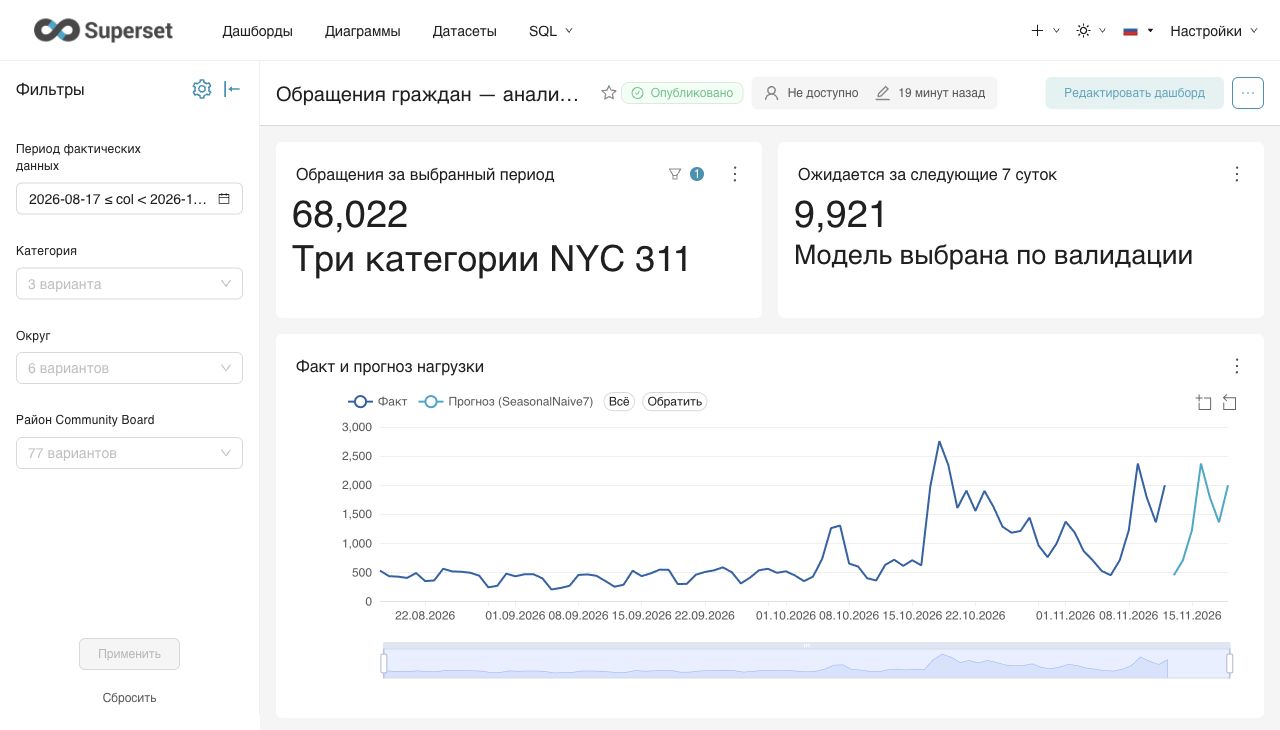 Superset
Дашборды
Диаграммы
Датасеты
SQL
Настройки
Фильтры
Период фактических
данных
2026-08-17 ≤ col < 2026-1...
Категория
3 варианта
Округ
6 вариантов
Район Community Board
77 вариантов
Применить
Сбросить
Обращения граждан — анали...
Опубликовано
Не доступно
19 минут назад
Редактировать дашборд
...
Обращения за выбранный период
1
68,022
Три категории NYC 311
Ожидается за следующие 7 суток
9,921
Модель выбрана по валидации
Факт и прогноз нагрузки
Факт
Прогноз (SeasonalNaive7)
Всё
Обратить
3,000
2,500
2,000
1,500
1,000
500
0
22.08.2026 01.09.2026 08.09.2026 15.09.2026 22.09.2026 01.10.2026 08.10.2026 15.10.2026 22.10.2026 01.11.2026 08.11.2026 15.11.2026